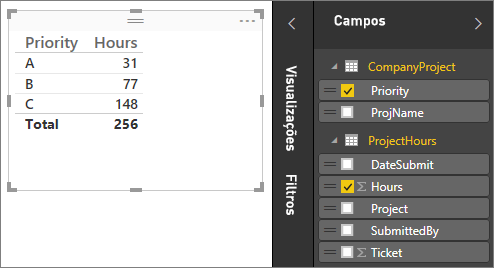 Priority Hours
A 31
B 77
C 148
Total 256
Visualizações
Filtros
Campos
CompanyProject
Priority
ProjName
ProjectHours
DateSubmit
Σ Hours
Project
SubmittedBy
Σ Ticket